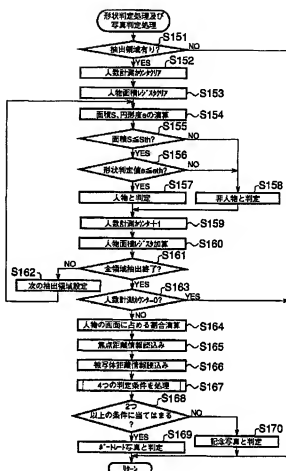 形状判定処理及び
写真判定処理
S151
抽出領域有り?
NO
YES
S152
人数計測カウンタクリア
S153
人物面積レジスタクリア
S154
面積S、円形度eの演算
S155
面積S≦Sth?
NO
YES
S156
形状判定値e≦eth?
NO
YES
S157
S158
人物と判定
非人物と判定
S159
人数計測カウンタ+1
S160
人物面積レジスタ加算
S161
全領域抽出終了?
NO
S162
YES
S163
次の抽出領域設定
人数計測カウンタ=0?
YES
NO
S164
人物の画面に占める割合演算
S165
焦点距離情報読込み
S166
被写体距離情報読込み
S167
4つの判定条件を処理
S168
2つ
以上の条件に当てはまる
?
NO
YES
S169
S170
ポートレート写真と判定
記念写真と判定
リターン